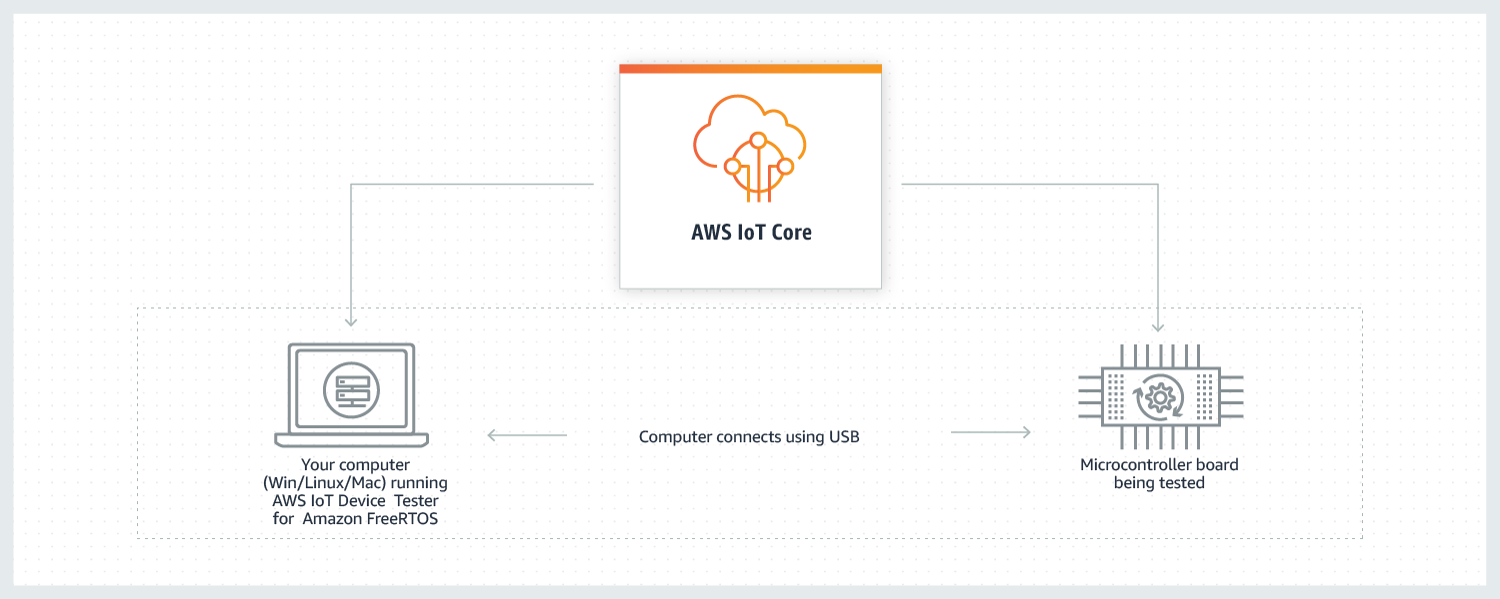 AWS IoT Core
Computer connects using USB
Your computer
(Win/Linux/Mac) running
AWS IoT Device Tester
for Amazon FreeRTOS
Microcontroller board
being tested